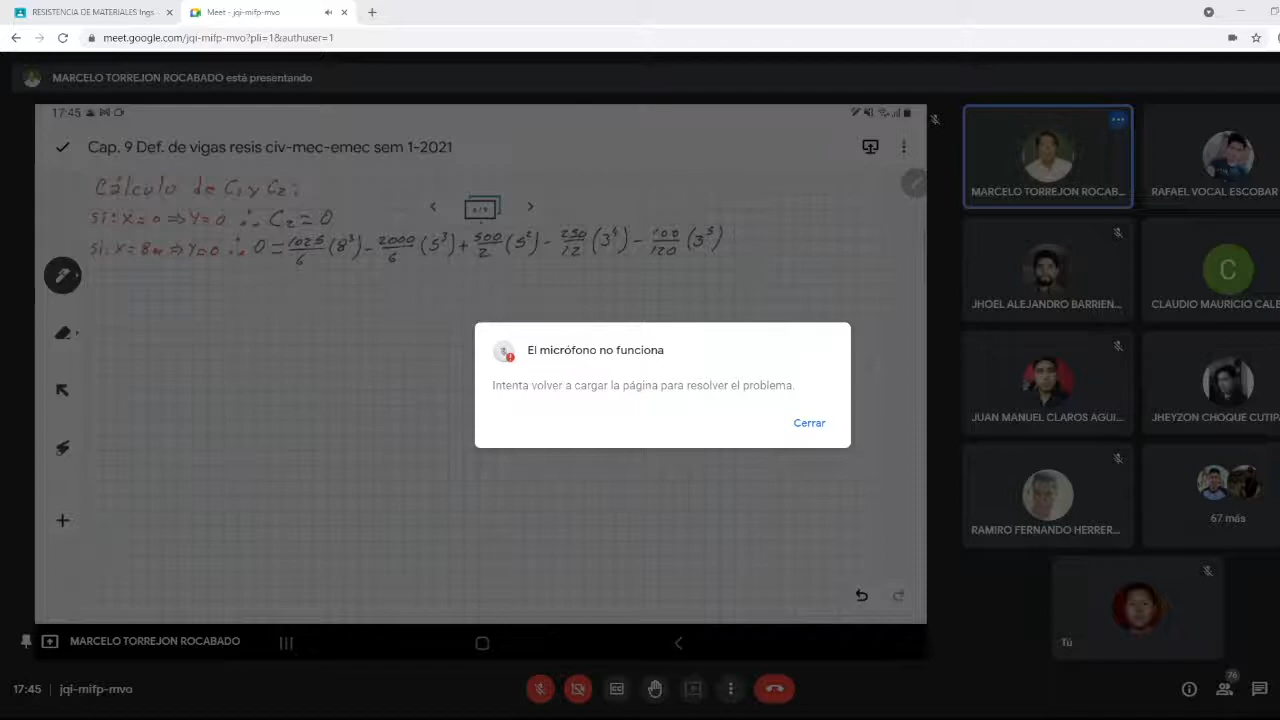 RESISTENCIA DE MATERIALES Ings -
Meet - jqi-mifp-mvo
meet.google.com/jqi-mifp-mvo?pli=1&authuser=1
MARCELO TORREJON ROCABADO está presentando
17:45
Cap. 9 Def. de vigas resis civ-mec-emec sem 1-2021
Cálculo de C1 y C2:
Si: X=0 ⇒ Y=0 ∴ C2=0
Si: X=8m ⇒ Y=0 ∴ 0 = 1025/6 (8³) - 2000/6 (5³) + 500/2 (5²) - 250/12 (3⁴) - 100/120 (3⁵)
El micrófono no funciona
Intenta volver a cargar la página para resolver el problema.
Cerrar
MARCELO TORREJON ROCAB...
RAFAEL VOCAL ESCOBAR
JHOEL ALEJANDRO BARRIEN...
CLAUDIO MAURICIO CALE
C
JUAN MANUEL CLAROS AGUI...
JHEYZON CHOQUE CUTIP
RAMIRO FERNANDO HERRER...
67 más
Tú
MARCELO TORREJON ROCABADO
17:45 | jqi-mifp-mvo
76